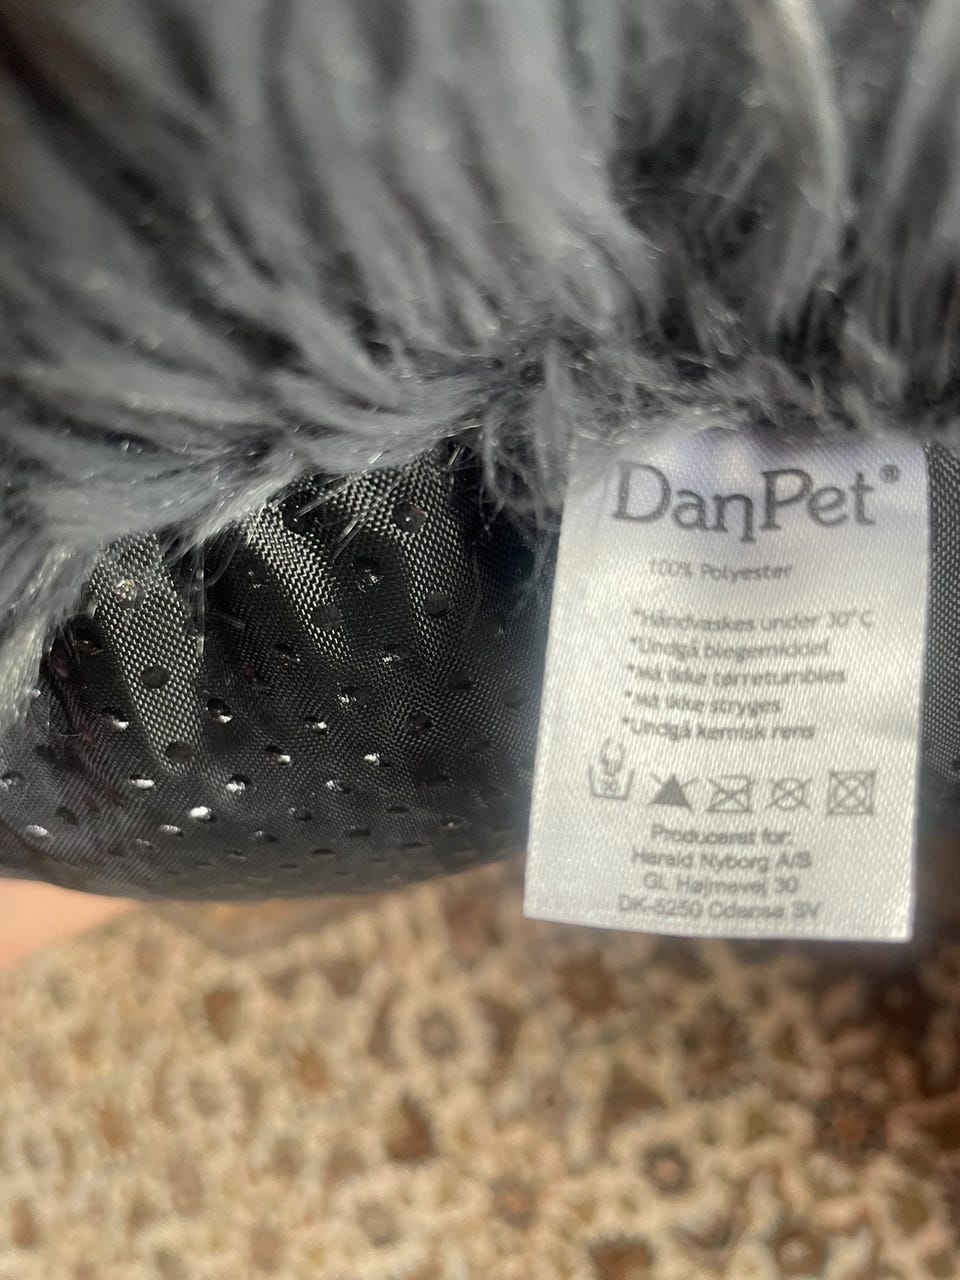 DanPet®
100% Polyester
*Håndvaskes under 30°C
*Undgå blegemiddel
*Må ikke tørretumbles
*Må ikke stryges
*Undgå kemisk rens
Produceret for:
Harald Nyborg A/S
Gl. Højmevej 30
DK-5250 Odense SV